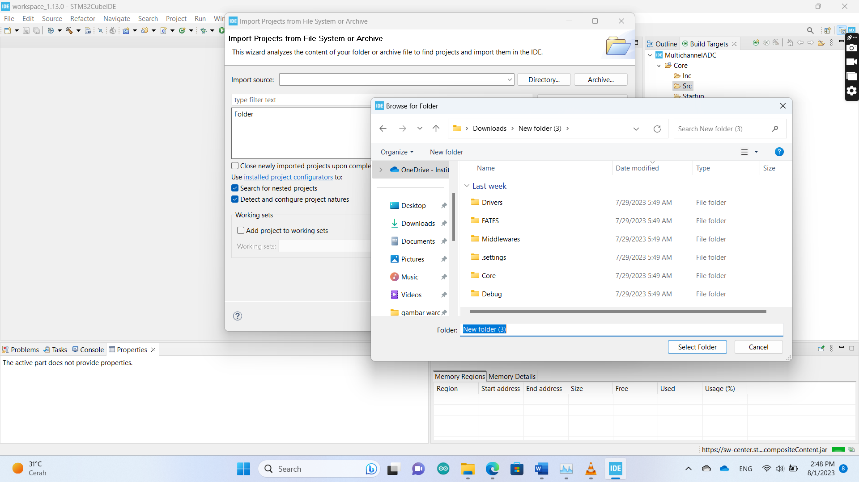 workspace_1.13.0 - STM32CubeIDE
File Edit Source Refactor Navigate Search Project Run Win
Import Projects from File System or Archive
Import Projects from File System or Archive
This wizard analyzes the content of your folder or archive file to find projects and import them in the IDE.
Import source:
Directory...
Archive...
type filter text
Folder
Close newly imported projects upon comple
Use installed project configurators to:
Search for nested projects
Detect and configure project natures
Working sets
Add project to working sets
Working sets:
Outline Build Targets
MultichannelADC
Core
Inc
Src
Startup
Browse for Folder
Downloads > New folder (3) >
Search New folder (3)
Organize New folder
OneDrive - Instit
Desktop
Downloads
Documents
Pictures
Music
Videos
gambar warc
Name Date modified Type Size
Last week
Drivers 7/29/2023 5:49 AM File folder
FATFS 7/29/2023 5:49 AM File folder
Middlewares 7/29/2023 5:49 AM File folder
.settings 7/29/2023 5:49 AM File folder
Core 7/29/2023 5:49 AM File folder
Debug 7/29/2023 5:49 AM File folder
Folder: New folder (3)
Select Folder Cancel
Problems Tasks Console Properties
The active part does not provide properties.
Memory Regions Memory Details
Region Start address End address Size Free Used Usage (%)
https://sw-center.st...compositeContent.jar
31°C
Cerah
Search
IDE
ENG
2:48 PM
8/1/2023
8